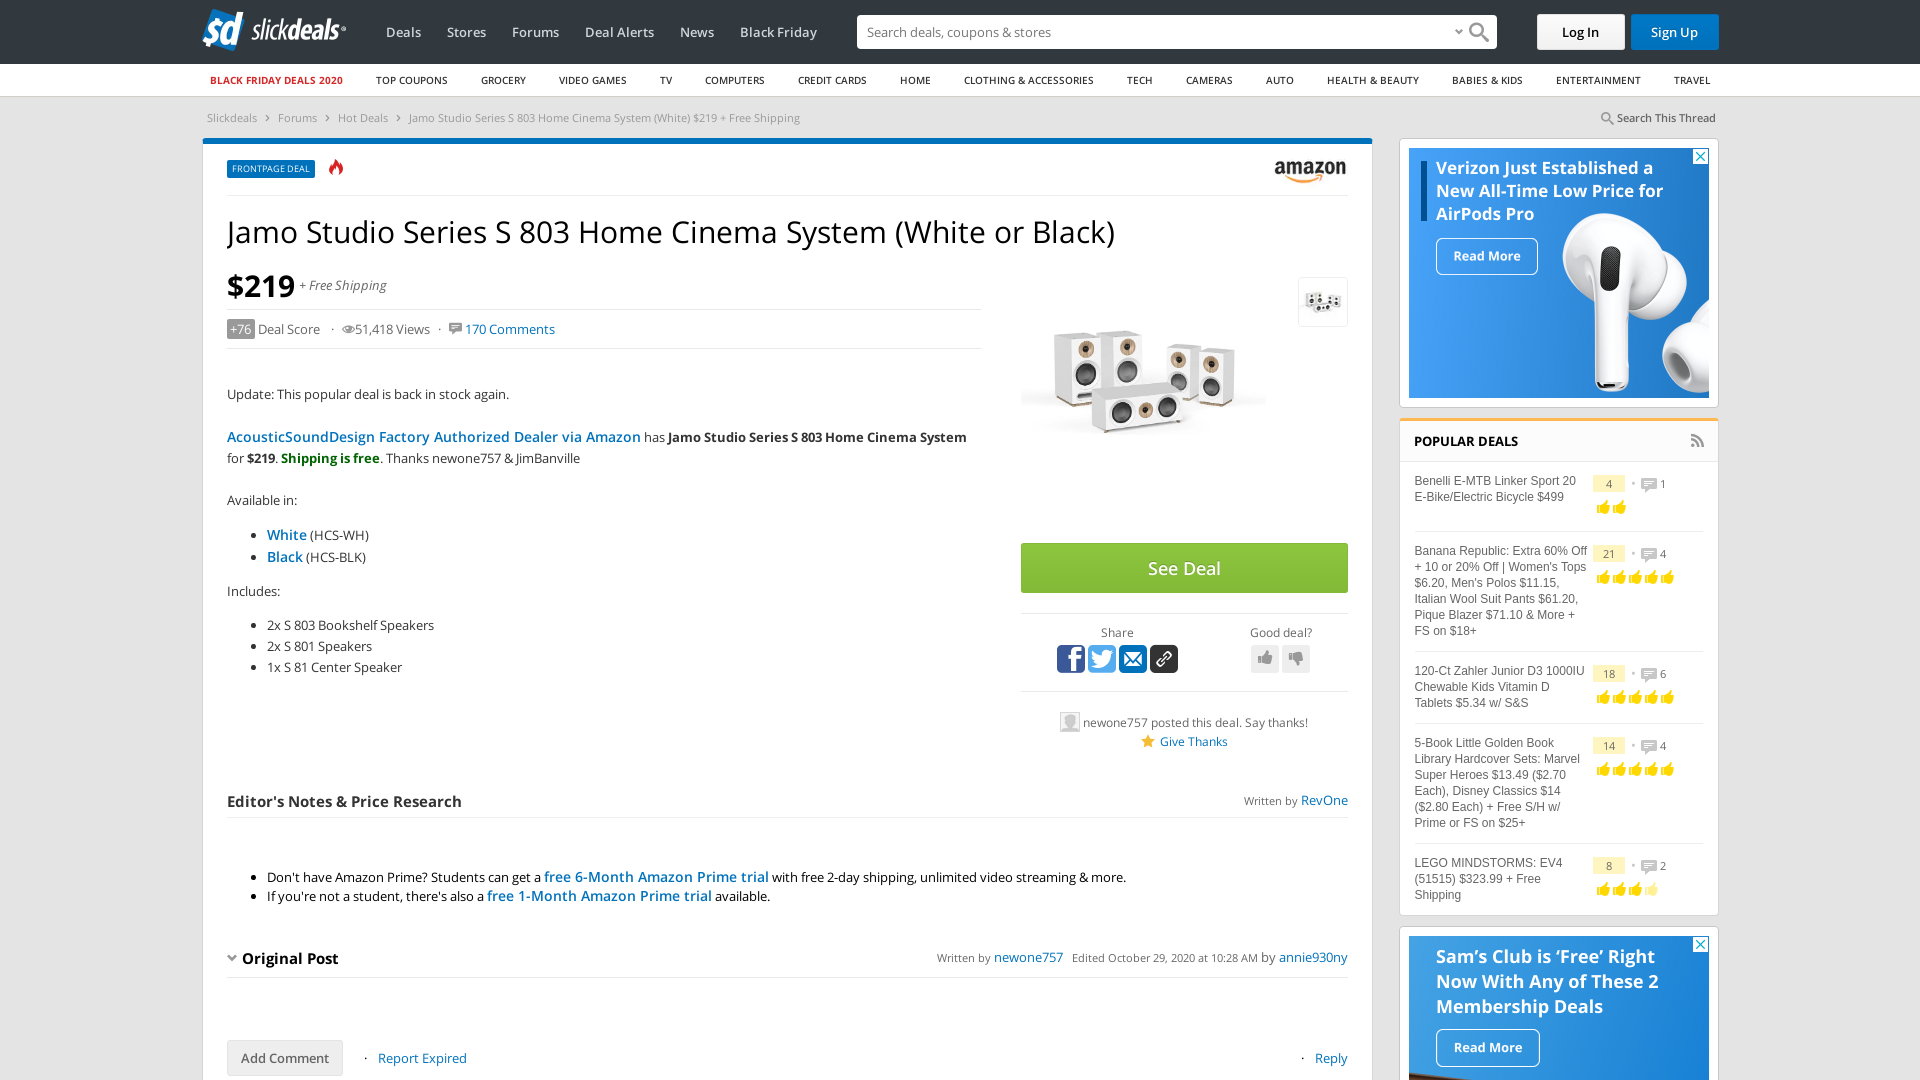 sd slickdeals
Deals
Stores
Forums
Deal Alerts
News
Black Friday
Search deals, coupons & stores
Log In
Sign Up
BLACK FRIDAY DEALS 2020
TOP COUPONS
GROCERY
VIDEO GAMES
TV
COMPUTERS
CREDIT CARDS
HOME
CLOTHING & ACCESSORIES
TECH
CAMERAS
AUTO
HEALTH & BEAUTY
BABIES & KIDS
ENTERTAINMENT
TRAVEL
Slickdeals › Forums › Hot Deals › Jamo Studio Series S 803 Home Cinema System (White) $219 + Free Shipping
Search This Thread
FRONTPAGE DEAL
amazon
Jamo Studio Series S 803 Home Cinema System (White or Black)
$219 + Free Shipping
+76 Deal Score · 51,418 Views · 170 Comments
Update: This popular deal is back in stock again.
AcousticSoundDesign Factory Authorized Dealer via Amazon has Jamo Studio Series S 803 Home Cinema System
for $219. Shipping is free. Thanks newone757 & JimBanville
Available in:
• White (HCS-WH)
• Black (HCS-BLK)
Includes:
• 2x S 803 Bookshelf Speakers
• 2x S 801 Speakers
• 1x S 81 Center Speaker
See Deal
Share
Good deal?
newone757 posted this deal. Say thanks!
Give Thanks
Editor's Notes & Price Research
Written by RevOne
• Don't have Amazon Prime? Students can get a free 6-Month Amazon Prime trial with free 2-day shipping, unlimited video streaming & more.
• If you're not a student, there's also a free 1-Month Amazon Prime trial available.
Original Post
Written by newone757 Edited October 29, 2020 at 10:28 AM by annie930ny
Add Comment
· Report Expired
· Reply
Verizon Just Established a
New All-Time Low Price for
AirPods Pro
Read More
POPULAR DEALS
Benelli E-MTB Linker Sport 20
E-Bike/Electric Bicycle $499
4 • 1
Banana Republic: Extra 60% Off
+ 10 or 20% Off | Women's Tops
$6.20, Men's Polos $11.15,
Italian Wool Suit Pants $61.20,
Pique Blazer $71.10 & More +
FS on $18+
21 • 4
120-Ct Zahler Junior D3 1000IU
Chewable Kids Vitamin D
Tablets $5.34 w/ S&S
18 • 6
5-Book Little Golden Book
Library Hardcover Sets: Marvel
Super Heroes $13.49 ($2.70
Each), Disney Classics $14
($2.80 Each) + Free S/H w/
Prime or FS on $25+
14 • 4
LEGO MINDSTORMS: EV4
(51515) $323.99 + Free
Shipping
8 • 2
Sam's Club is ‘Free’ Right
Now With Any of These 2
Membership Deals
Read More